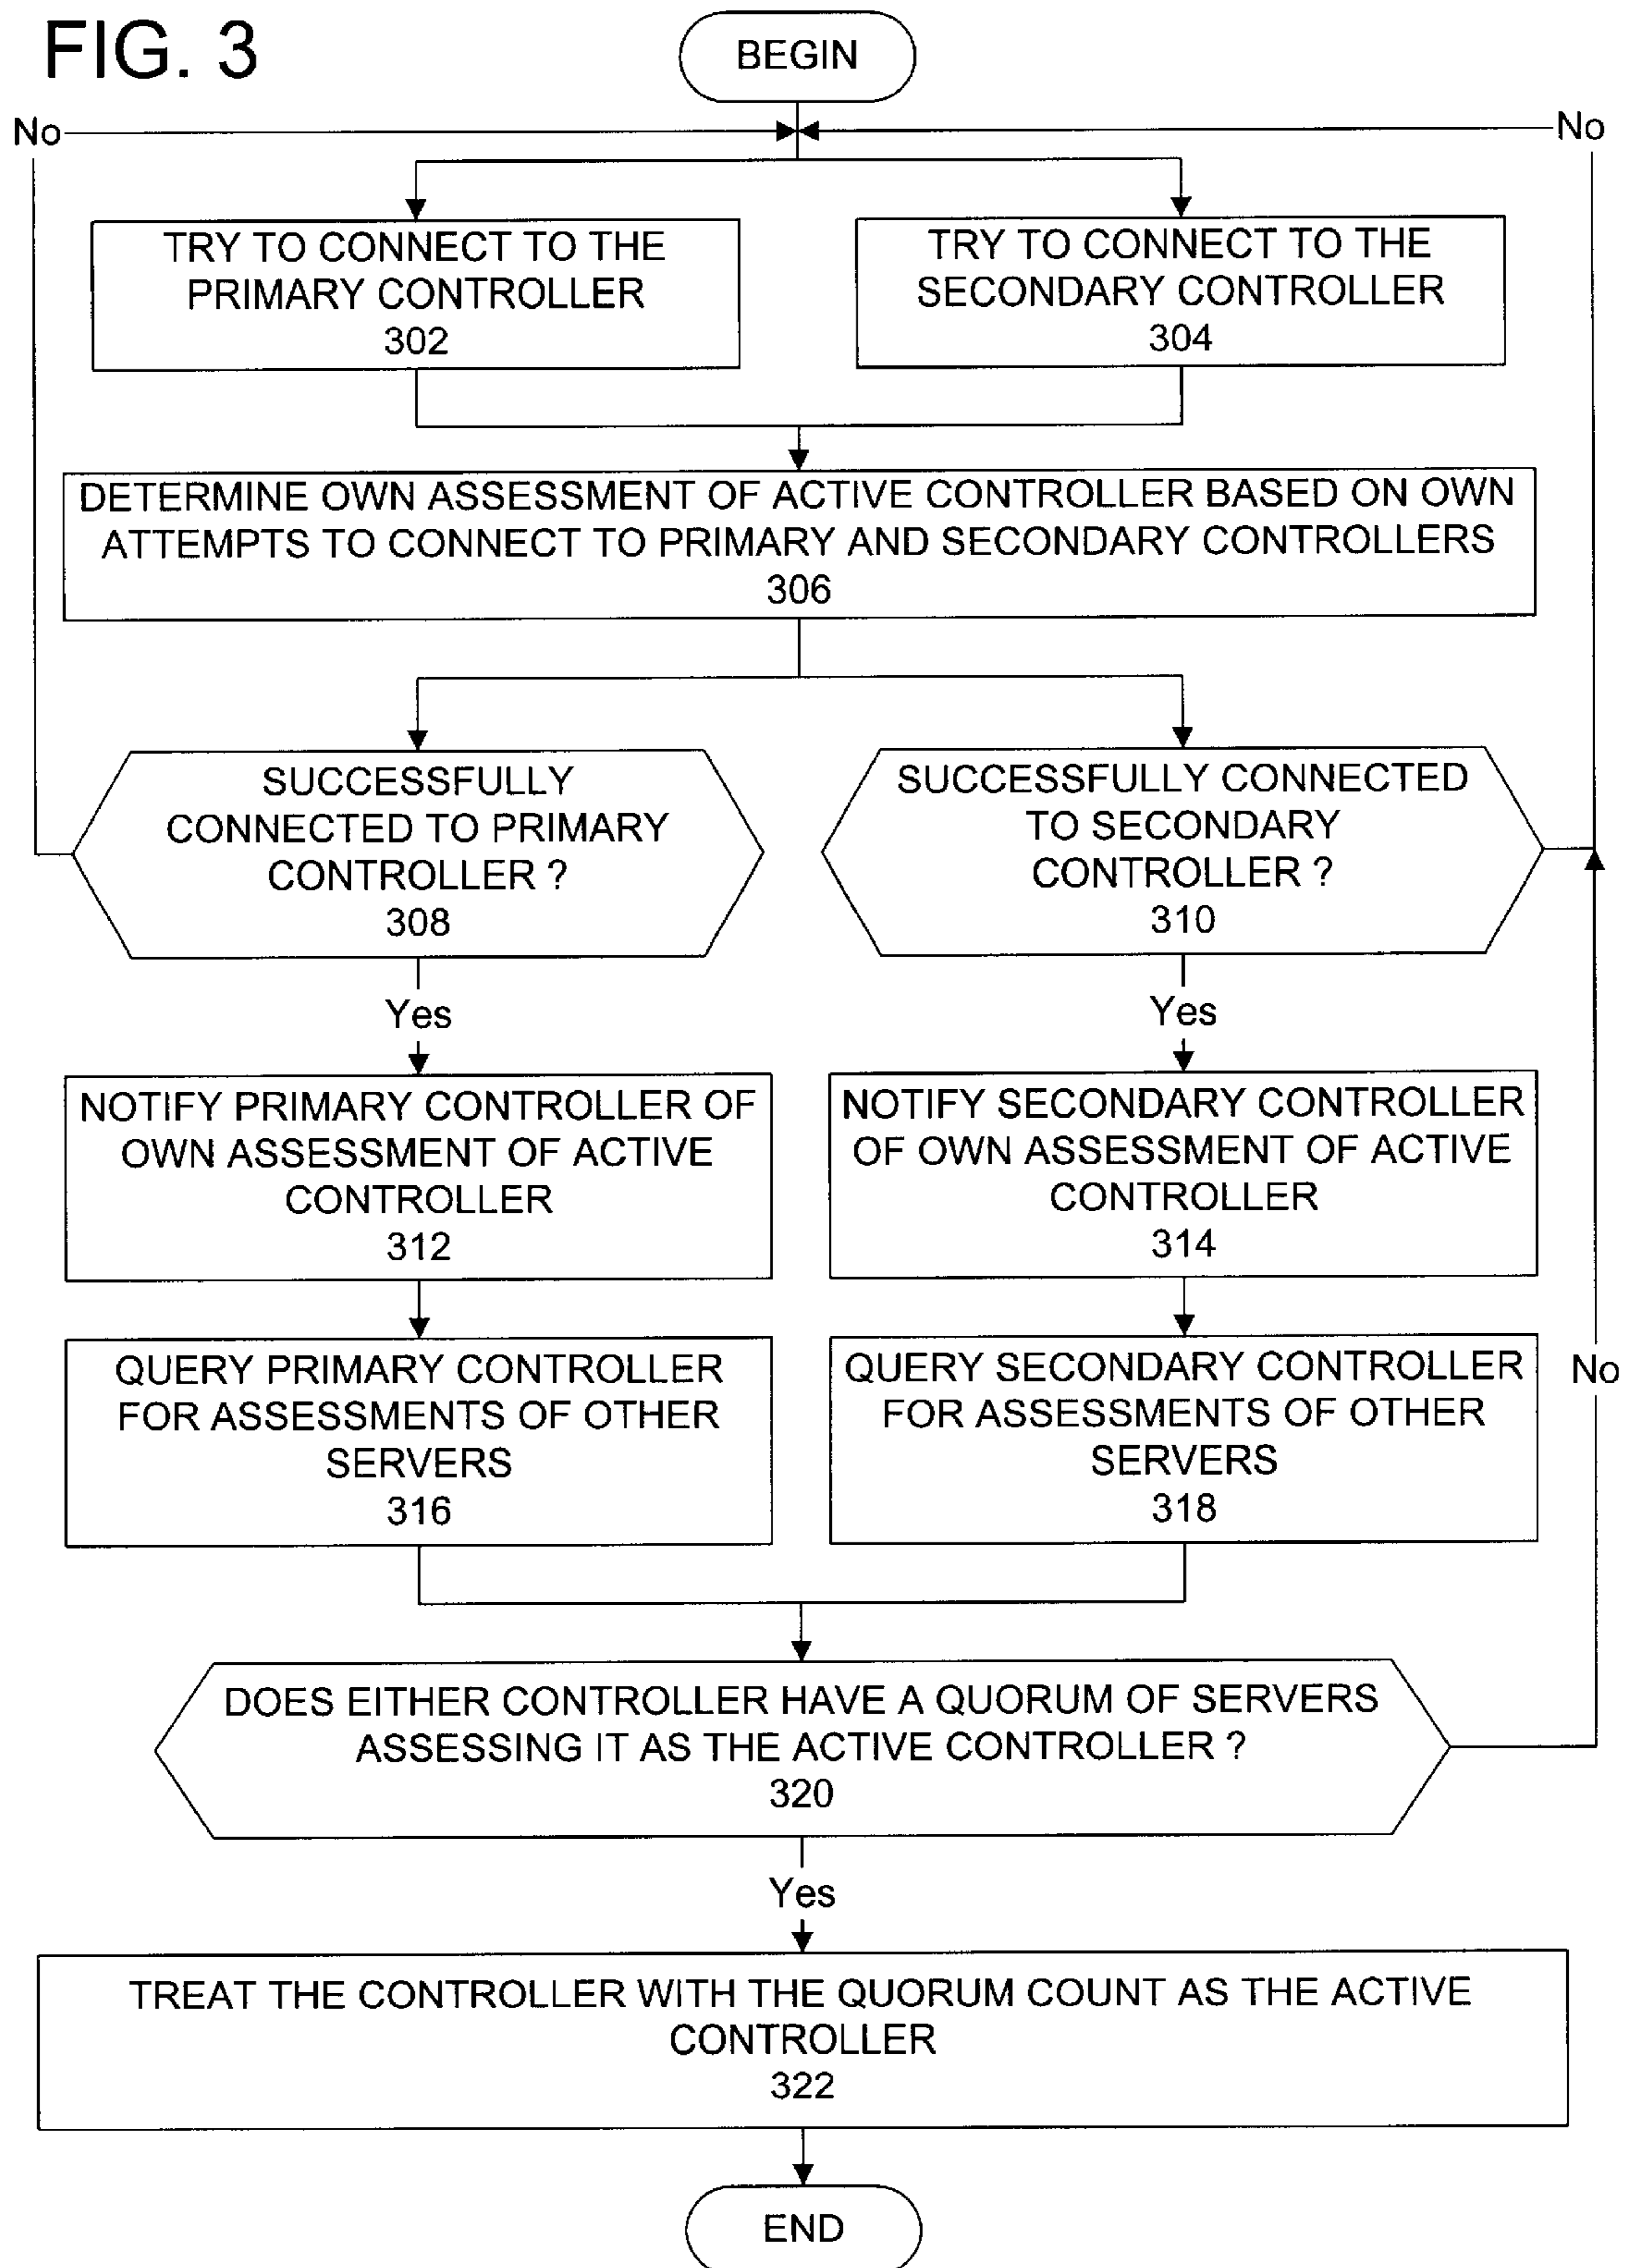 FIG. 3
BEGIN
No
No
TRY TO CONNECT TO THE
PRIMARY CONTROLLER
302
TRY TO CONNECT TO THE
SECONDARY CONTROLLER
304
DETERMINE OWN ASSESSMENT OF ACTIVE CONTROLLER BASED ON OWN
ATTEMPTS TO CONNECT TO PRIMARY AND SECONDARY CONTROLLERS
306
SUCCESSFULLY
CONNECTED TO PRIMARY
CONTROLLER ?
308
SUCCESSFULLY CONNECTED
TO SECONDARY
CONTROLLER ?
310
Yes
Yes
NOTIFY PRIMARY CONTROLLER OF
OWN ASSESSMENT OF ACTIVE
CONTROLLER
312
NOTIFY SECONDARY CONTROLLER
OF OWN ASSESSMENT OF ACTIVE
CONTROLLER
314
QUERY PRIMARY CONTROLLER
FOR ASSESSMENTS OF OTHER
SERVERS
316
QUERY SECONDARY CONTROLLER
FOR ASSESSMENTS OF OTHER
SERVERS
318
No
DOES EITHER CONTROLLER HAVE A QUORUM OF SERVERS
ASSESSING IT AS THE ACTIVE CONTROLLER ?
320
Yes
TREAT THE CONTROLLER WITH THE QUORUM COUNT AS THE ACTIVE
CONTROLLER
322
END